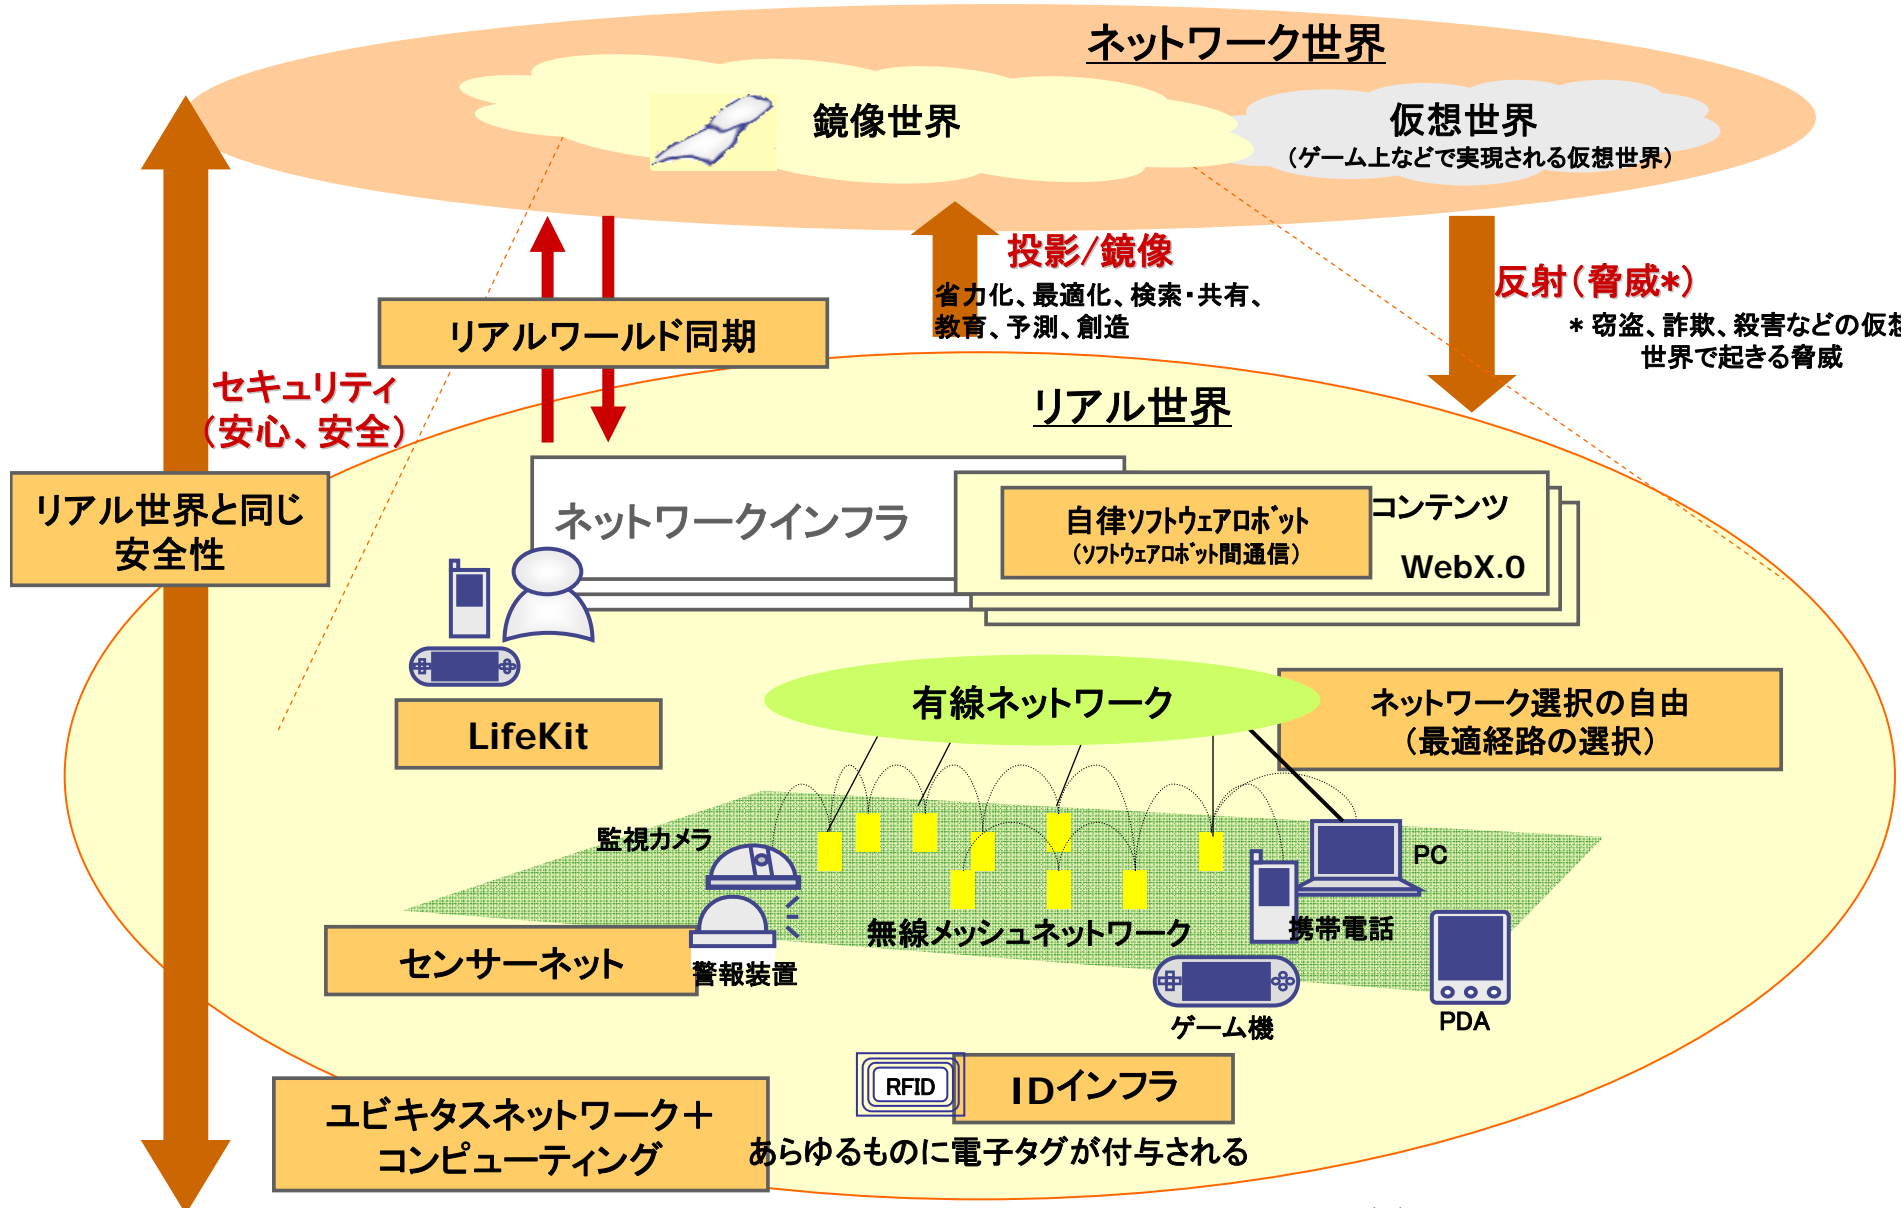 ネットワーク世界
鏡像世界
仮想世界
（ゲーム上などで実現される仮想世界）
投影/鏡像
省力化、最適化、検索・共有、
教育、予測、創造
反射（脅威*）
* 窃盗、詐欺、殺害などの仮想
世界で起きる脅威
リアルワールド同期
セキュリティ
（安心、安全）
リアル世界
リアル世界と同じ
安全性
ネットワークインフラ
自律ｿﾌﾄｳｪｱﾛﾎﾞｯﾄ
（ｿﾌﾄｳｪｱﾛﾎﾞｯﾄ間通信）
コンテンツ
WebX.0
有線ネットワーク
ネットワーク選択の自由
（最適経路の選択）
LifeKit
監視カメラ
PC
無線メッシュネットワーク
携帯電話
センサーネット
警報装置
ゲーム機
PDA
RFID
IDインフラ
ユビキタスネットワーク＋
コンピューティング
あらゆるものに電子タグが付与される